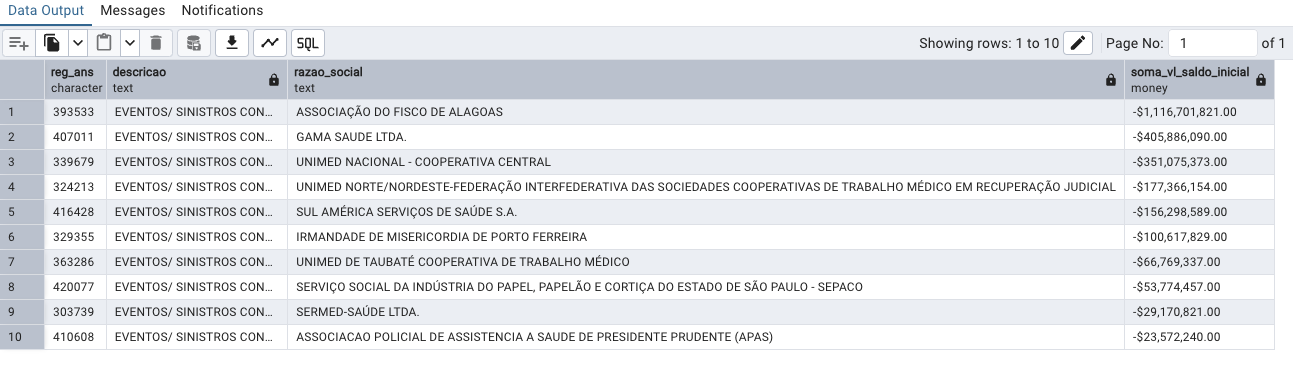 Data Output Messages Notifications
SQL Showing rows: 1 to 10 Page No: 1 of 1
reg_ans descricao razao_social soma_vl_saldo_inicial
character text text money
1 393533 EVENTOS/ SINISTROS CON... ASSOCIAÇÃO DO FISCO DE ALAGOAS -$1,116,701,821.00
2 407011 EVENTOS/ SINISTROS CON... GAMA SAUDE LTDA. -$405,886,090.00
3 339679 EVENTOS/ SINISTROS CON... UNIMED NACIONAL - COOPERATIVA CENTRAL -$351,075,373.00
4 324213 EVENTOS/ SINISTROS CON... UNIMED NORTE/NORDESTE-FEDERAÇÃO INTERFEDERATIVA DAS SOCIEDADES COOPERATIVAS DE TRABALHO MÉDICO EM RECUPERAÇÃO JUDICIAL -$177,366,154.00
5 416428 EVENTOS/ SINISTROS CON... SUL AMÉRICA SERVIÇOS DE SAÚDE S.A. -$156,298,589.00
6 329355 EVENTOS/ SINISTROS CON... IRMANDADE DE MISERICORDIA DE PORTO FERREIRA -$100,617,829.00
7 363286 EVENTOS/ SINISTROS CON... UNIMED DE TAUBATÉ COOPERATIVA DE TRABALHO MÉDICO -$66,769,337.00
8 420077 EVENTOS/ SINISTROS CON... SERVIÇO SOCIAL DA INDÚSTRIA DO PAPEL, PAPELÃO E CORTIÇA DO ESTADO DE SÃO PAULO - SEPACO -$53,774,457.00
9 303739 EVENTOS/ SINISTROS CON... SERMED-SAÚDE LTDA. -$29,170,821.00
10 410608 EVENTOS/ SINISTROS CON... ASSOCIACAO POLICIAL DE ASSISTENCIA A SAUDE DE PRESIDENTE PRUDENTE (APAS) -$23,572,240.00